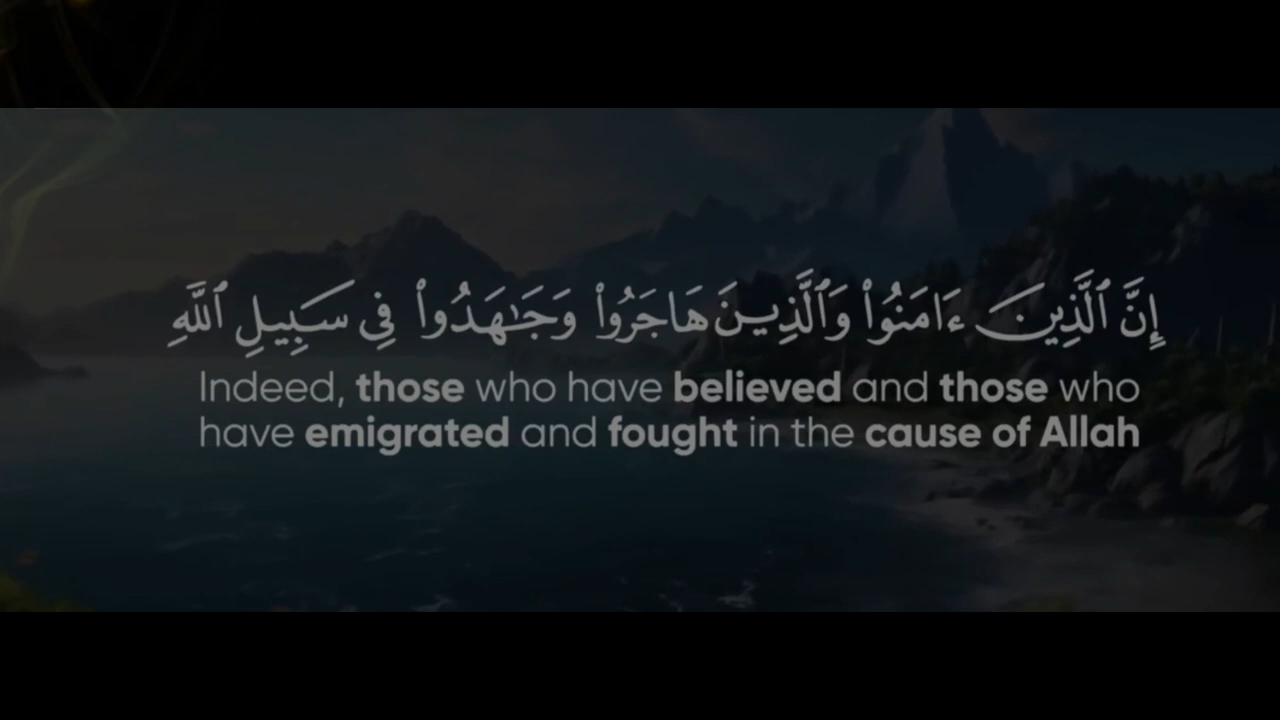 إِنَّ ٱلَّذِينَ ءَامَنُوا۟ وَٱلَّذِينَ هَاجَرُوا۟ وَجَـٰهَدُوا۟ فِى سَبِيلِ ٱللَّهِ
Indeed, those who have believed and those who
have emigrated and fought in the cause of Allah